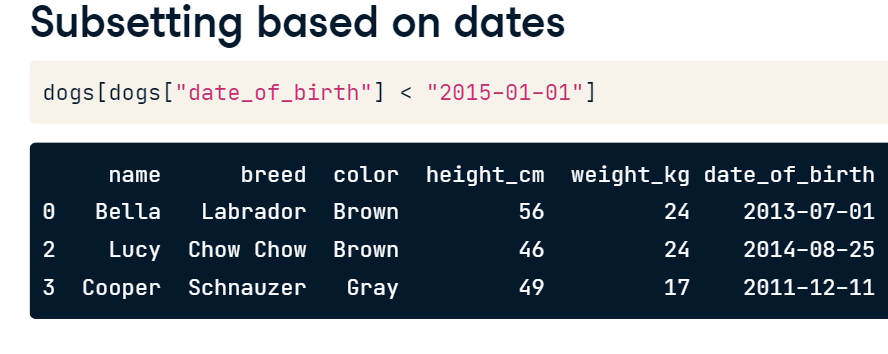 Subsetting based on dates
dogs[dogs["date_of_birth"] < "2015-01-01"]
name breed color height_cm weight_kg date_of_birth
0 Bella Labrador Brown 56 24 2013-07-01
2 Lucy Chow Chow Brown 46 24 2014-08-25
3 Cooper Schnauzer Gray 49 17 2011-12-11